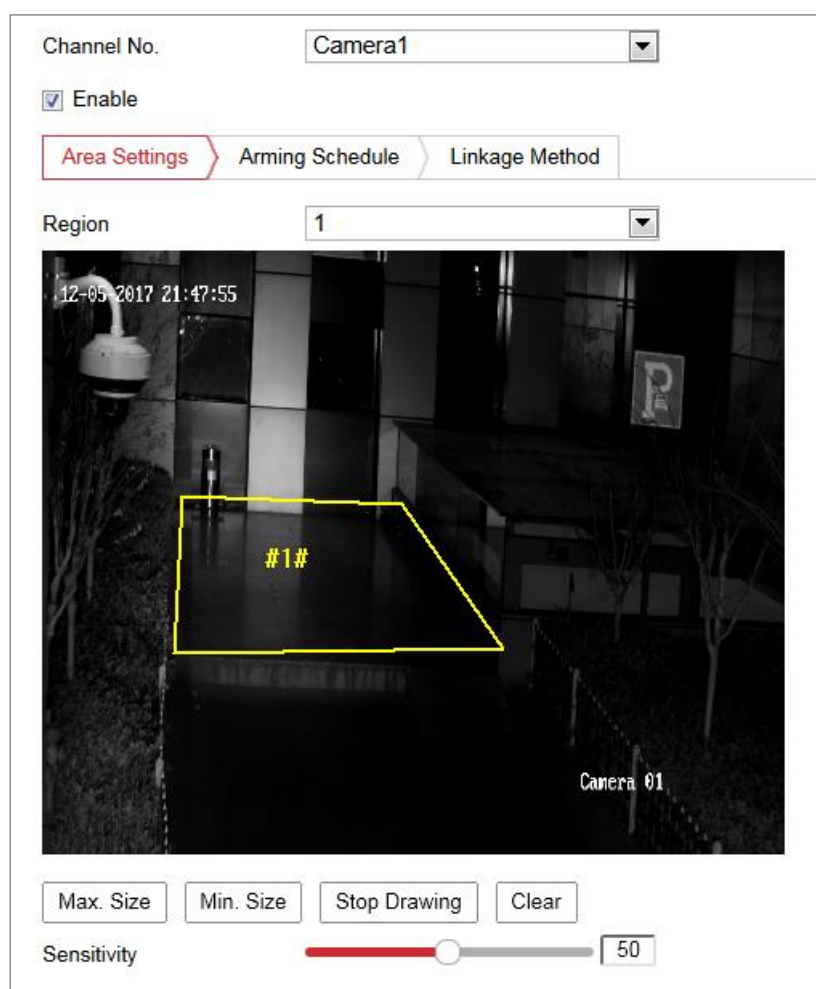 Channel No. Camera1
Enable
Area Settings Arming Schedule Linkage Method
Region 1
12-05-2017 21:47:55
P
#1#
Camera 01
Max. Size Min. Size Stop Drawing Clear
Sensitivity 50